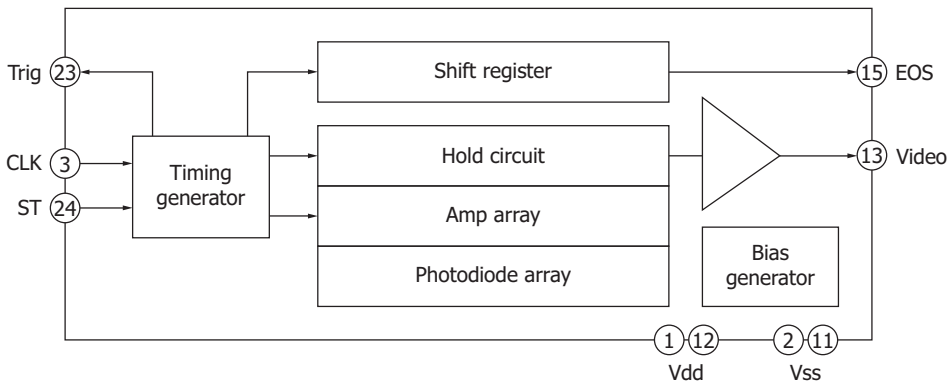 Trig 23
Shift register
15 EOS
CLK 3
Timing
generator
Hold circuit
13 Video
ST 24
Amp array
Photodiode array
Bias
generator
1 12
2 11
Vdd
Vss